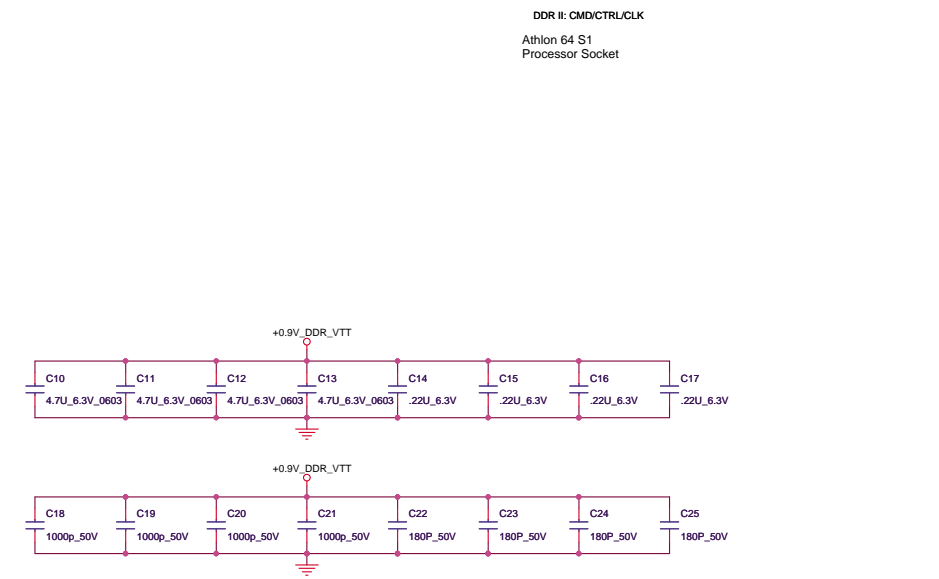 DDR II: CMD/CTRL/CLK
Athlon 64 S1
Processor Socket
+0.9V_DDR_VTT
C10 C11 C12 C13 C14 C15 C16 C17
4.7U_6.3V_0603 4.7U_6.3V_0603 4.7U_6.3V_0603 4.7U_6.3V_0603 .22U_6.3V .22U_6.3V .22U_6.3V .22U_6.3V
+0.9V_DDR_VTT
C18 C19 C20 C21 C22 C23 C24 C25
1000p_50V 1000p_50V 1000p_50V 1000p_50V 180P_50V 180P_50V 180P_50V 180P_50V